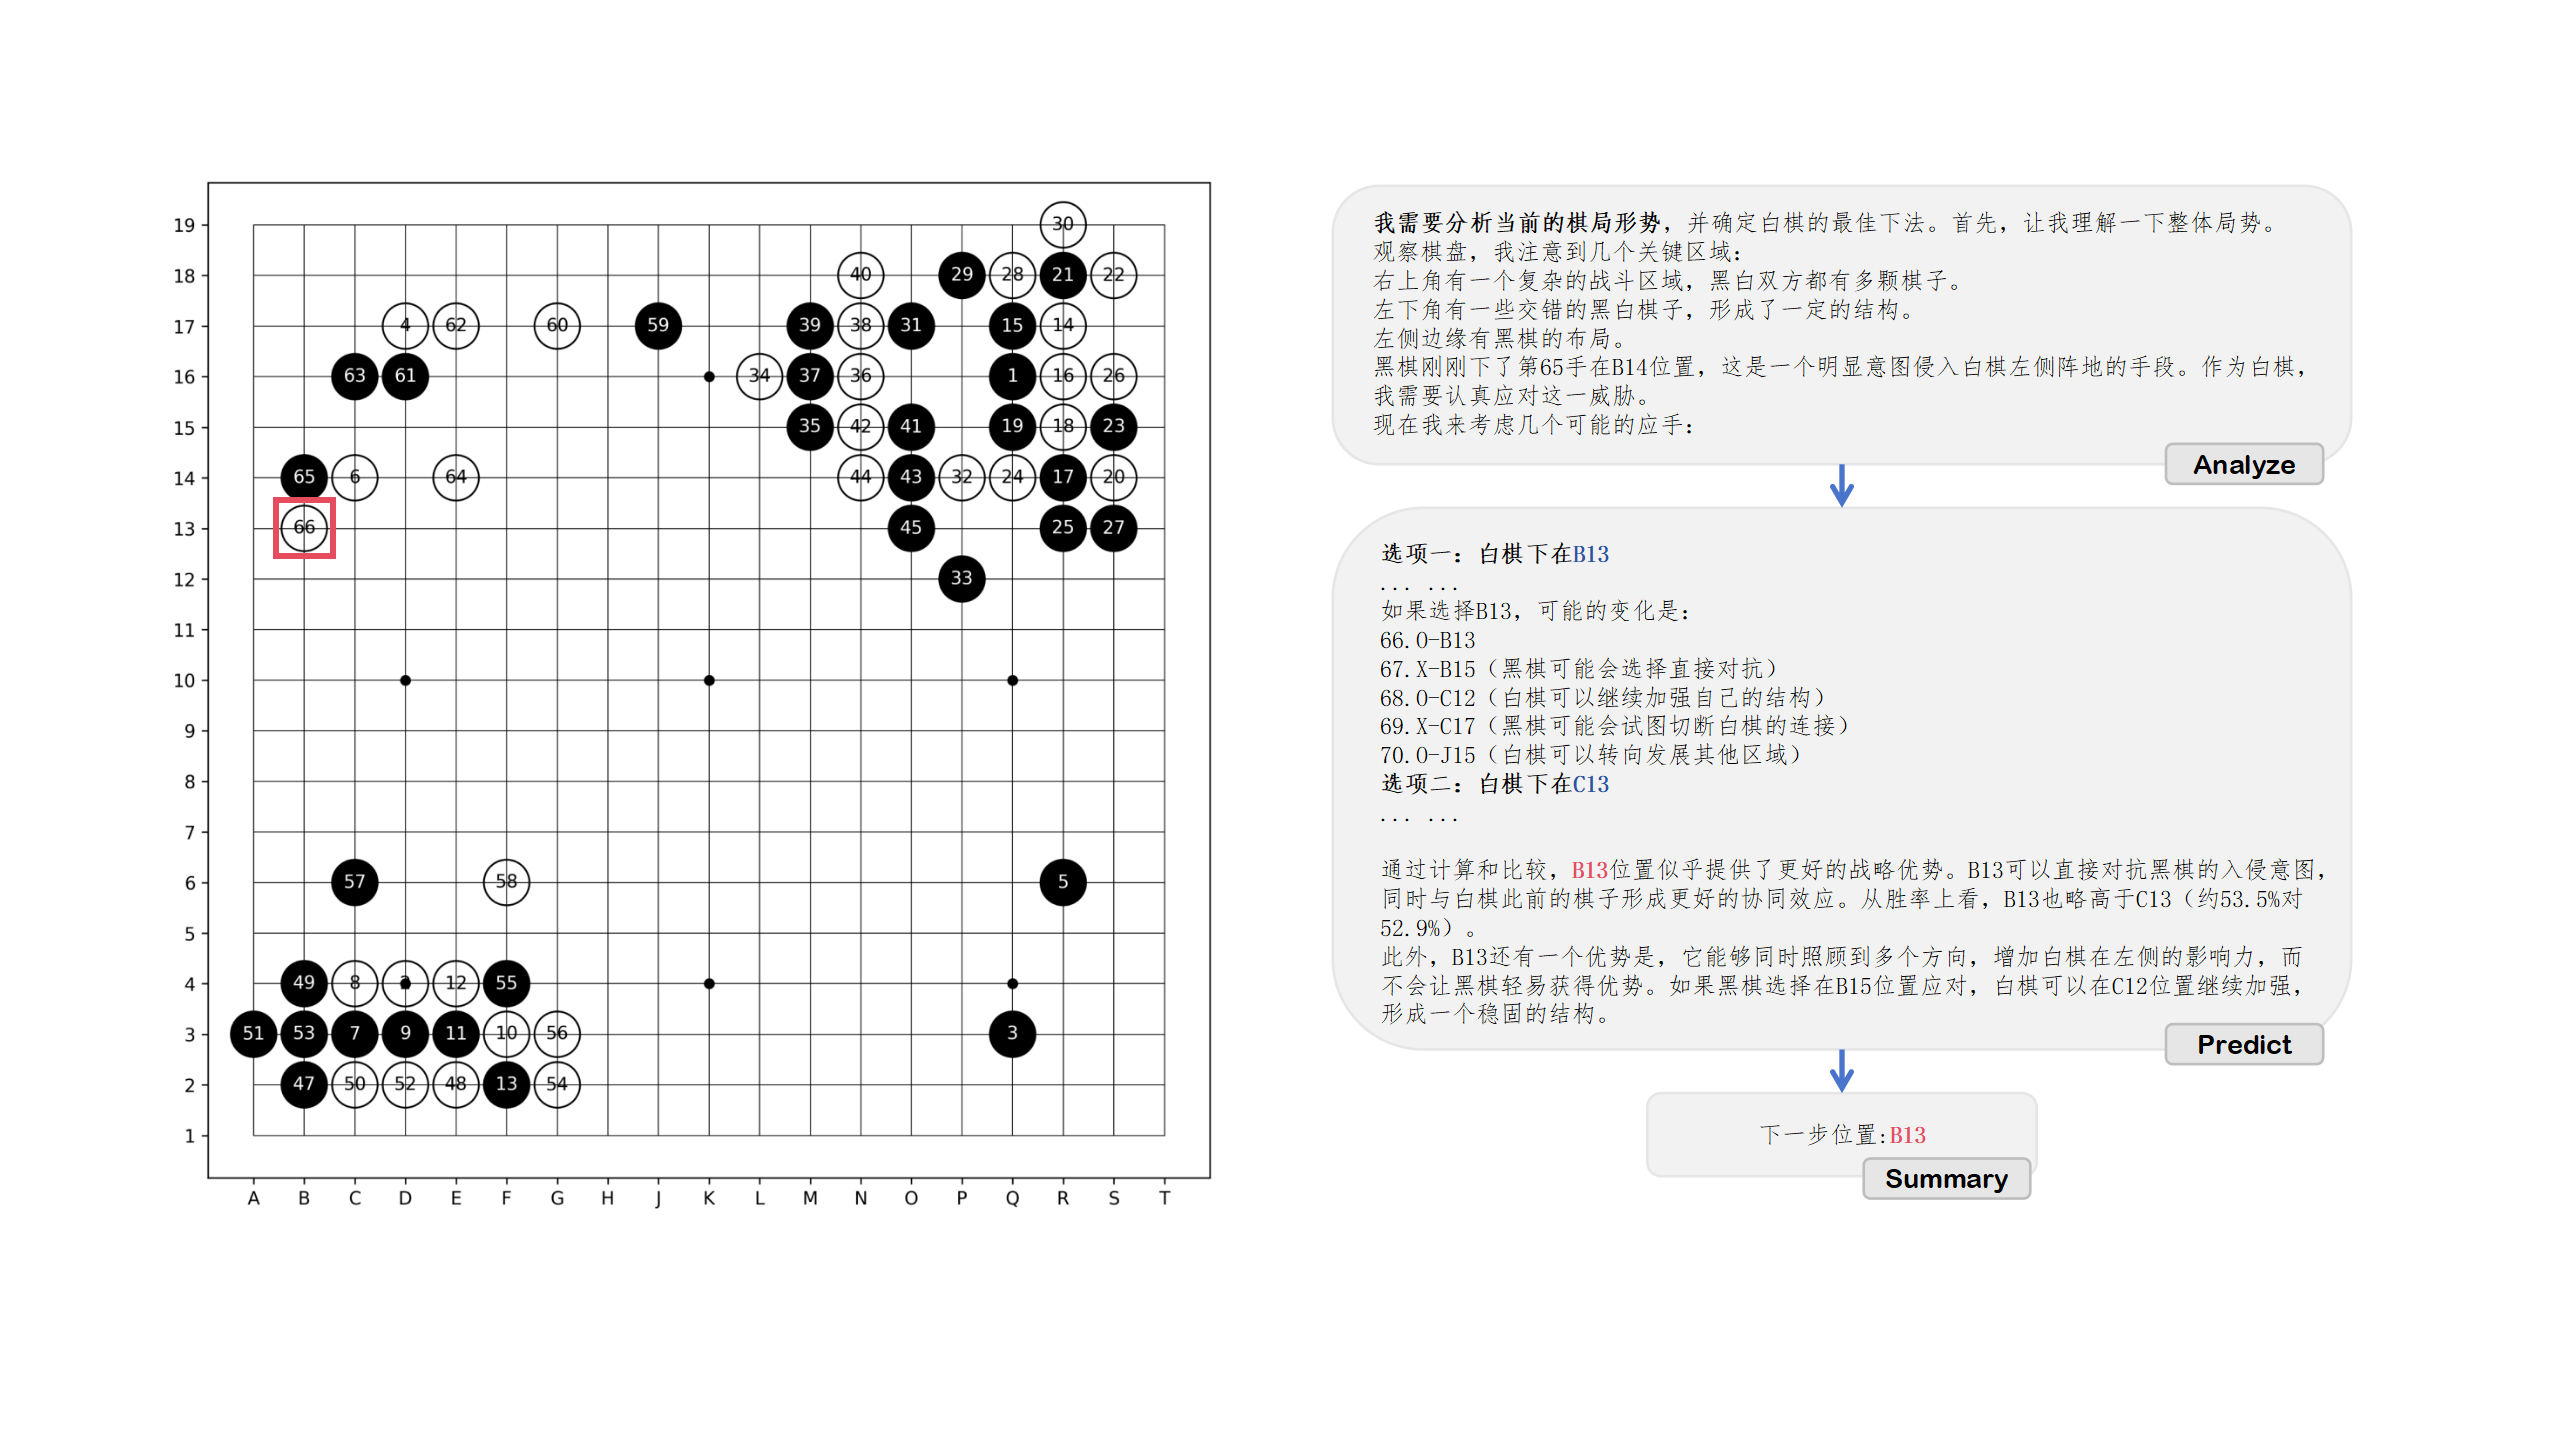 19 30
18 40 29 28 21 22
17 4 62 60 59 39 38 31 15 14
16 63 61 34 37 36 1 16 26
15 35 42 41 19 18 23
14 65 6 64 44 43 32 24 17 20
13 66 45 25 27
12 33
11
10
9
8
7
6 57 58 5
5
4 49 8 2 12 55
3 51 53 7 9 11 10 56 3
2 47 50 52 48 13 54
1
A B C D E F G H J K L M N O P Q R S T
我需要分析当前的棋局形势，并确定白棋的最佳下法。首先，让我理解一下整体局势。
观察棋盘，我注意到几个关键区域：
右上角有一个复杂的战斗区域，黑白双方都有多颗棋子。
左下角有一些交错的黑白棋子，形成了一定的结构。
左侧边缘有黑棋的布局。
黑棋刚刚下了第65手在B14位置，这是一个明显意图侵入白棋左侧阵地的手段。作为白棋，
我需要认真应对这一威胁。
现在我来考虑几个可能的应手：
Analyze
选项一：白棋下在B13
... ...
如果选择B13，可能的变化是：
66.O-B13
67.X-B15（黑棋可能会选择直接对抗）
68.O-C12（白棋可以继续加强自己的结构）
69.X-C17（黑棋可能会试图切断白棋的连接）
70.O-J15（白棋可以转向发展其他区域）
选项二：白棋下在C13
... ...
通过计算和比较，B13位置似乎提供了更好的战略优势。B13可以直接对抗黑棋的入侵意图，
同时与白棋此前的棋子形成更好的协同效应。从胜率上看，B13也略高于C13（约53.5%对
52.9%）。
此外，B13还有一个优势是，它能够同时照顾到多个方向，增加白棋在左侧的影响力，而
不会让黑棋轻易获得优势。如果黑棋选择在B15位置应对，白棋可以在C12位置继续加强，
形成一个稳固的结构。
Predict
下一步位置:B13
Summary